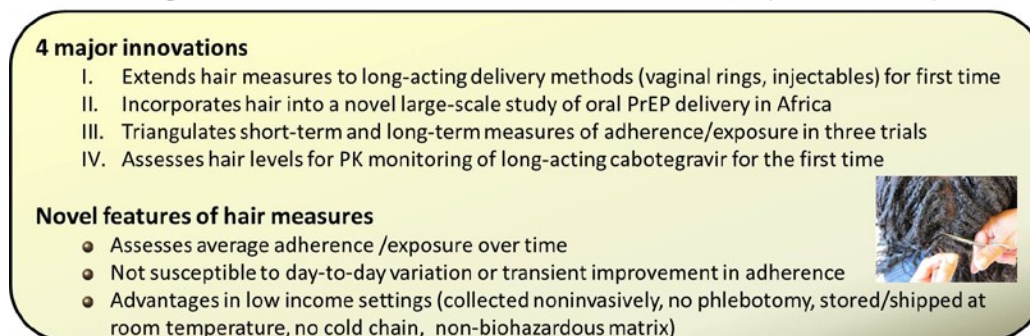 4 major innovations
I. Extends hair measures to long-acting delivery methods (vaginal rings, injectables) for first time
II. Incorporates hair into a novel large-scale study of oral PrEP delivery in Africa
III. Triangulates short-term and long-term measures of adherence/exposure in three trials
IV. Assesses hair levels for PK monitoring of long-acting cabotegravir for the first time
Novel features of hair measures
Assesses average adherence /exposure over time
Not susceptible to day-to-day variation or transient improvement in adherence
Advantages in low income settings (collected noninvasively, no phlebotomy, stored/shipped at
room temperature, no cold chain, non-biohazardous matrix)